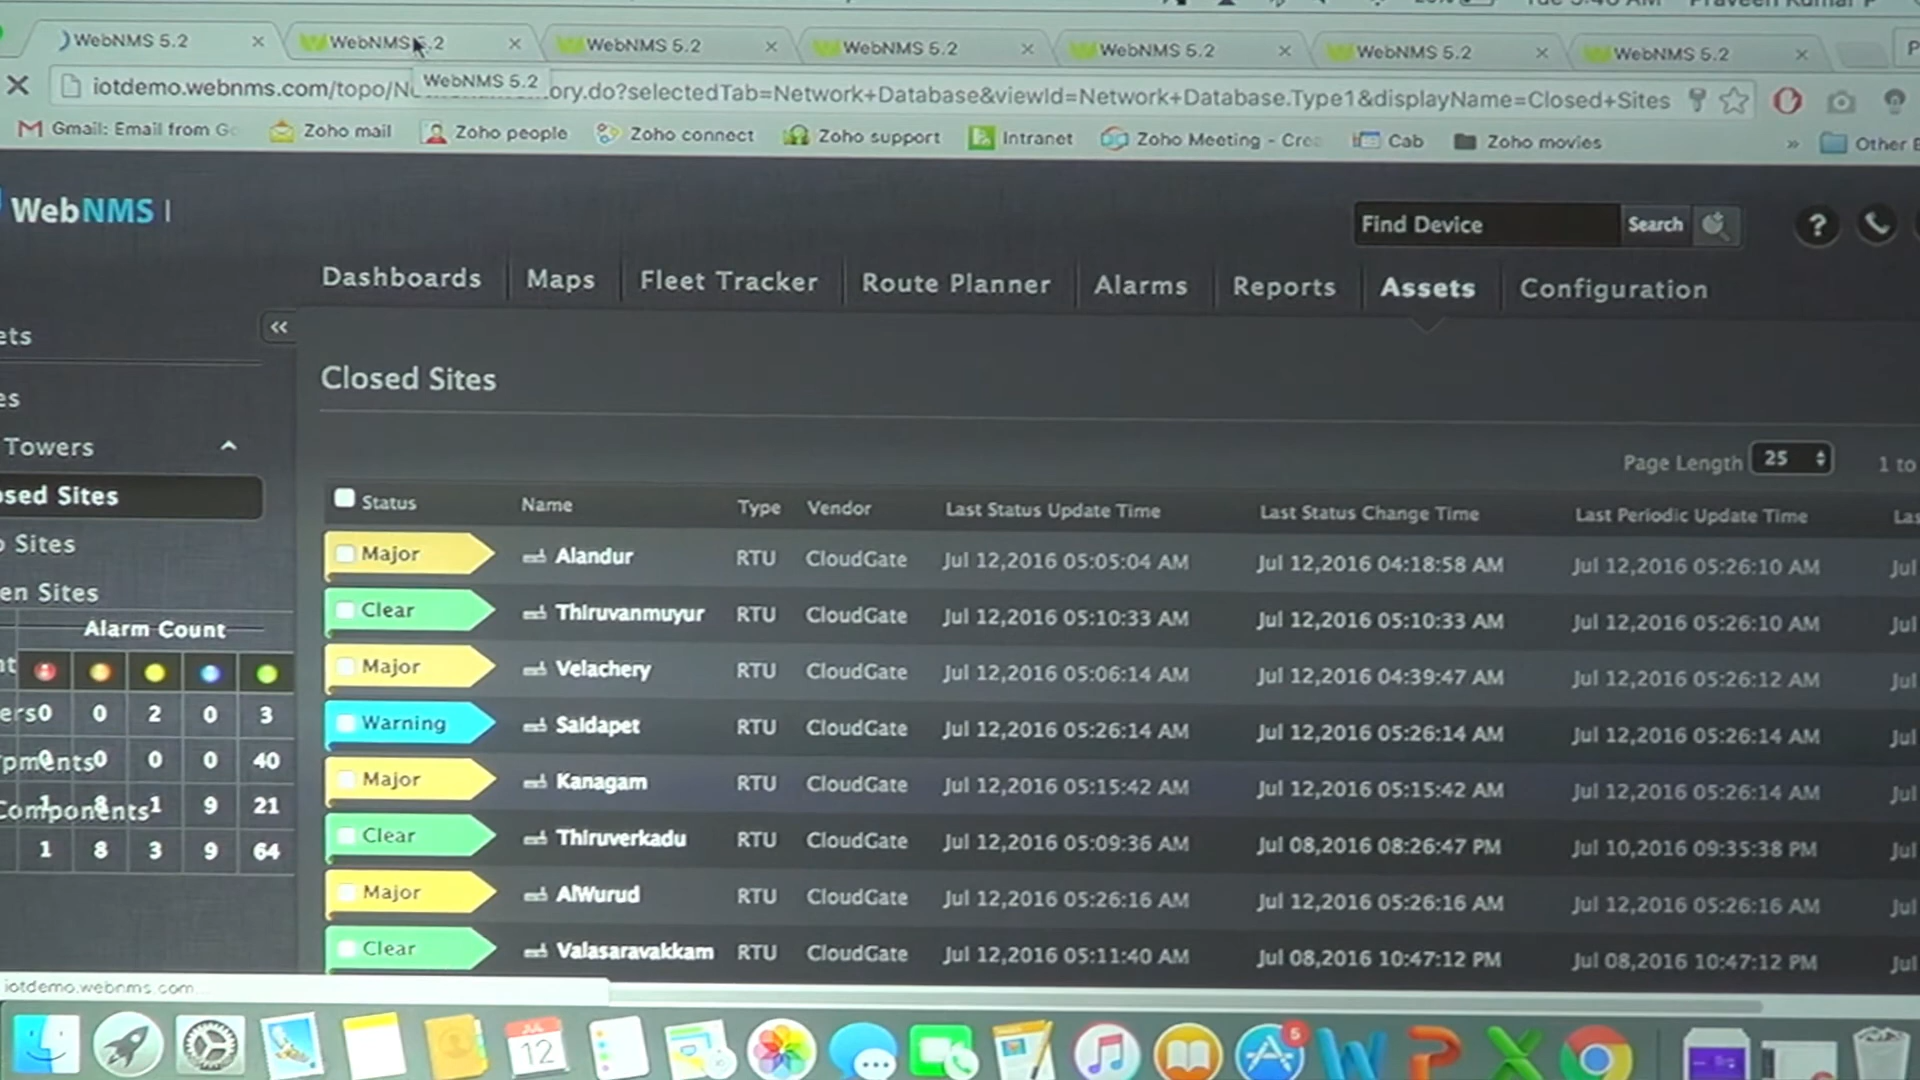 WebNMS 5.2 WebNMS 5.2 WebNMS 5.2 WebNMS 5.2 WebNMS 5.2 WebNMS 5.2 WebNMS 5.2
WebNMS 5.2
iotdemo.webnms.com/topo/N ory.do?selectedTab=Network+Database&viewId=Network+Database.Type1&displayName=Closed+Sites
Gmail: Email from G Zoho mail Zoho people Zoho connect Zoho support Intranet Zoho Meeting - Cre Cab Zoho movies » Other
WebNMS |
Find Device Search ?
Dashboards Maps Fleet Tracker Route Planner Alarms Reports Assets Configuration
ets «
Closed Sites
es
Towers
Page Length 25 1 to
osed Sites
Sites
en Sites
Status Name Type Vendor Last Status Update Time Last Status Change Time Last Periodic Update Time Las
Major Alandur RTU CloudGate Jul 12,2016 05:05:04 AM Jul 12,2016 04:18:58 AM Jul 12,2016 05:26:10 AM Jul
Clear Thiruvanmuyur RTU CloudGate Jul 12,2016 05:10:33 AM Jul 12,2016 05:10:33 AM Jul 12,2016 05:26:10 AM Jul
Major Velachery RTU CloudGate Jul 12,2016 05:06:14 AM Jul 12,2016 04:39:47 AM Jul 12,2016 05:26:12 AM Jul
Warning Saidapet RTU CloudGate Jul 12,2016 05:26:14 AM Jul 12,2016 05:26:14 AM Jul 12,2016 05:26:14 AM Jul
Major Kanagam RTU CloudGate Jul 12,2016 05:15:42 AM Jul 12,2016 05:15:42 AM Jul 12,2016 05:26:14 AM Jul
Clear Thiruverkadu RTU CloudGate Jul 12,2016 05:09:36 AM Jul 08,2016 08:26:47 PM Jul 10,2016 09:35:38 PM Jul
Major AlWurud RTU CloudGate Jul 12,2016 05:26:16 AM Jul 12,2016 05:26:16 AM Jul 12,2016 05:26:16 AM Jul
Clear Valasaravakkam RTU CloudGate Jul 12,2016 05:11:40 AM Jul 08,2016 10:47:12 PM Jul 08,2016 10:47:12 PM Jul
Alarm Count
nt
ers 0 0 2 0 3
pments 0 0 0 0 40
Components 1 8 1 9 21
1 8 3 9 64
iotdemo.webnms.com...
JUL
12
5